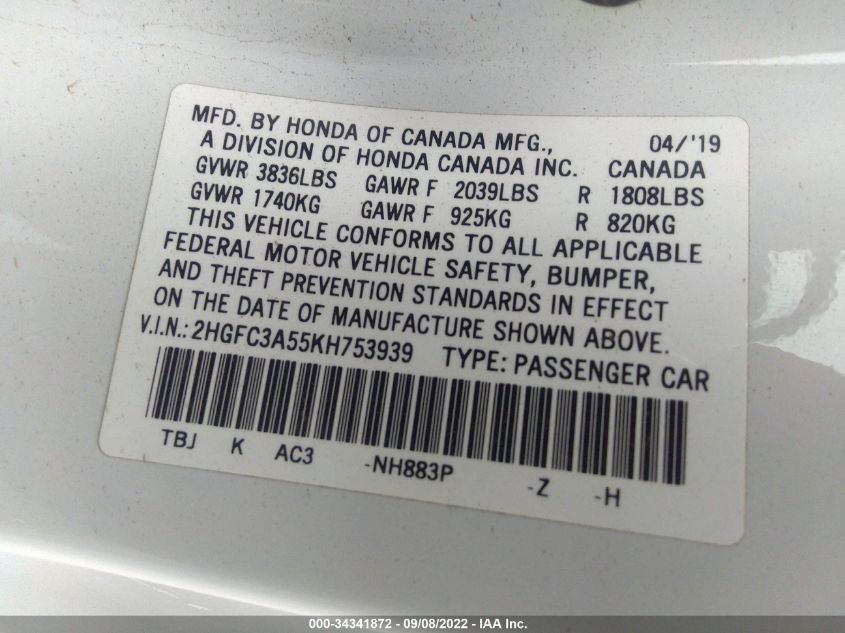 MFD. BY HONDA OF CANADA MFG., 04/'19
A DIVISION OF HONDA CANADA INC. CANADA
GVWR 3836LBS GAWR F 2039LBS R 1808LBS
GVWR 1740KG GAWR F 925KG R 820KG
THIS VEHICLE CONFORMS TO ALL APPLICABLE
FEDERAL MOTOR VEHICLE SAFETY, BUMPER,
AND THEFT PREVENTION STANDARDS IN EFFECT
ON THE DATE OF MANUFACTURE SHOWN ABOVE.
V.I.N.: 2HGFC3A55KH753939 TYPE: PASSENGER CAR
TBJ K AC3 -NH883P -Z -H
000-34341872 - 09/08/2022 - IAA Inc.